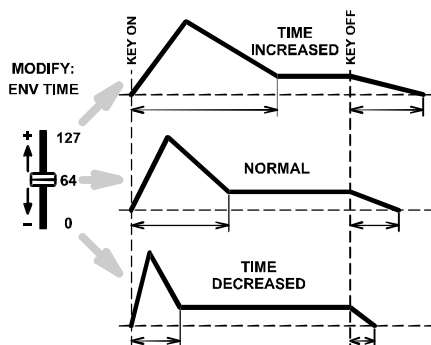 KEY ON
TIME
INCREASED
KEY OFF
MODIFY:
ENV TIME
+
127
64
–
0
NORMAL
TIME
DECREASED